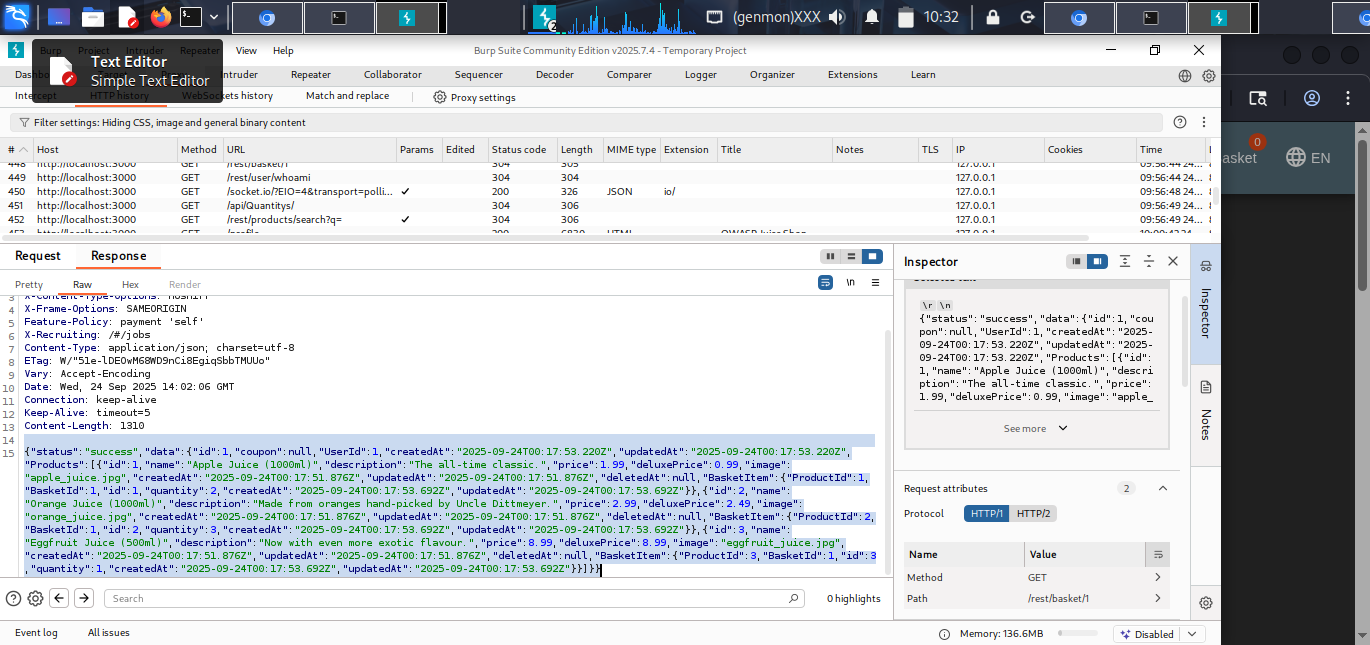 (genmon)XXX
10:32
2
Burp Project Intruder Repeater View Help
Burp Suite Community Edition v2025.7.4 - Temporary Project
Text Editor
Simple Text Editor
Intruder Repeater Collaborator Sequencer Decoder Comparer Logger Organizer Extensions Learn
Intercept HTTP history WebSockets history Match and replace Proxy settings
Filter settings: Hiding CSS, image and general binary content
# Host Method URL Params Edited Status code Length MIME type Extension Title Notes TLS IP Cookies Time
448 http://localhost:3000 GET /rest/basket/1 304 305 127.0.0.1 09:56:44 24...
449 http://localhost:3000 GET /rest/user/whoami 304 304 127.0.0.1 09:56:44 24...
450 http://localhost:3000 GET /socket.io/?EIO=4&transport=polli... ✓ 200 326 JSON io/ 127.0.0.1 09:56:48 24...
451 http://localhost:3000 GET /api/Quantitys/ 304 306 127.0.0.1 09:56:49 24...
452 http://localhost:3000 GET /rest/products/search?q= ✓ 304 306 127.0.0.1 09:56:49 24...
0
asket
EN
Request Response
Pretty Raw Hex Render
\n
3 X-Content-Type-Options: nosniff
4 X-Frame-Options: SAMEORIGIN
5 Feature-Policy: payment 'self'
6 X-Recruiting: /#/jobs
7 Content-Type: application/json; charset=utf-8
8 ETag: W/"51e-lDEOwM68WD9nCi8EgiqSbbTMUUo"
9 Vary: Accept-Encoding
10 Date: Wed, 24 Sep 2025 14:02:06 GMT
11 Connection: keep-alive
12 Keep-Alive: timeout=5
13 Content-Length: 1310
14
15 {"status":"success","data":{"id":1,"coupon":null,"UserId":1,"createdAt":"2025-09-24T00:17:53.220Z","updatedAt":"2025-09-24T00:17:53.220Z",
"Products":[{"id":1,"name":"Apple Juice (1000ml)","description":"The all-time classic.","price":1.99,"deluxePrice":0.99,"image":
"apple_juice.jpg","createdAt":"2025-09-24T00:17:51.876Z","updatedAt":"2025-09-24T00:17:51.876Z","deletedAt":null,"BasketItem":{"ProductId":1,
"BasketId":1,"id":1,"quantity":2,"createdAt":"2025-09-24T00:17:53.692Z","updatedAt":"2025-09-24T00:17:53.692Z"}},{"id":2,"name":
"Orange Juice (1000ml)","description":"Made from oranges hand-picked by Uncle Dittmeyer.","price":2.99,"deluxePrice":2.49,"image":
"orange_juice.jpg","createdAt":"2025-09-24T00:17:51.876Z","updatedAt":"2025-09-24T00:17:51.876Z","deletedAt":null,"BasketItem":{"ProductId":2,
"BasketId":1,"id":2,"quantity":3,"createdAt":"2025-09-24T00:17:53.692Z","updatedAt":"2025-09-24T00:17:53.692Z"}},{"id":3,"name":
"Eggfruit Juice (500ml)","description":"Now with even more exotic flavour.","price":8.99,"deluxePrice":8.99,"image":"eggfruit_juice.jpg",
"createdAt":"2025-09-24T00:17:51.876Z","updatedAt":"2025-09-24T00:17:51.876Z","deletedAt":null,"BasketItem":{"ProductId":3,"BasketId":1,"id":3
,"quantity":1,"createdAt":"2025-09-24T00:17:53.692Z","updatedAt":"2025-09-24T00:17:53.692Z"}}]}}
Search
0 highlights
Inspector
\r \n
{"status":"success","data":{"id":1,"cou
pon":null,"UserId":1,"createdAt":"2025-
09-24T00:17:53.220Z","updatedAt":"2025-
09-24T00:17:53.220Z","Products":[{"id":
1,"name":"Apple Juice (1000ml)","descri
ption":"The all-time classic.","price":
1.99,"deluxePrice":0.99,"image":"apple_
See more
Request attributes 2
Protocol HTTP/1 HTTP/2
Name Value
Method GET
Path /rest/basket/1
Inspector
Notes
Event log All issues
Memory: 136.6MB
Disabled